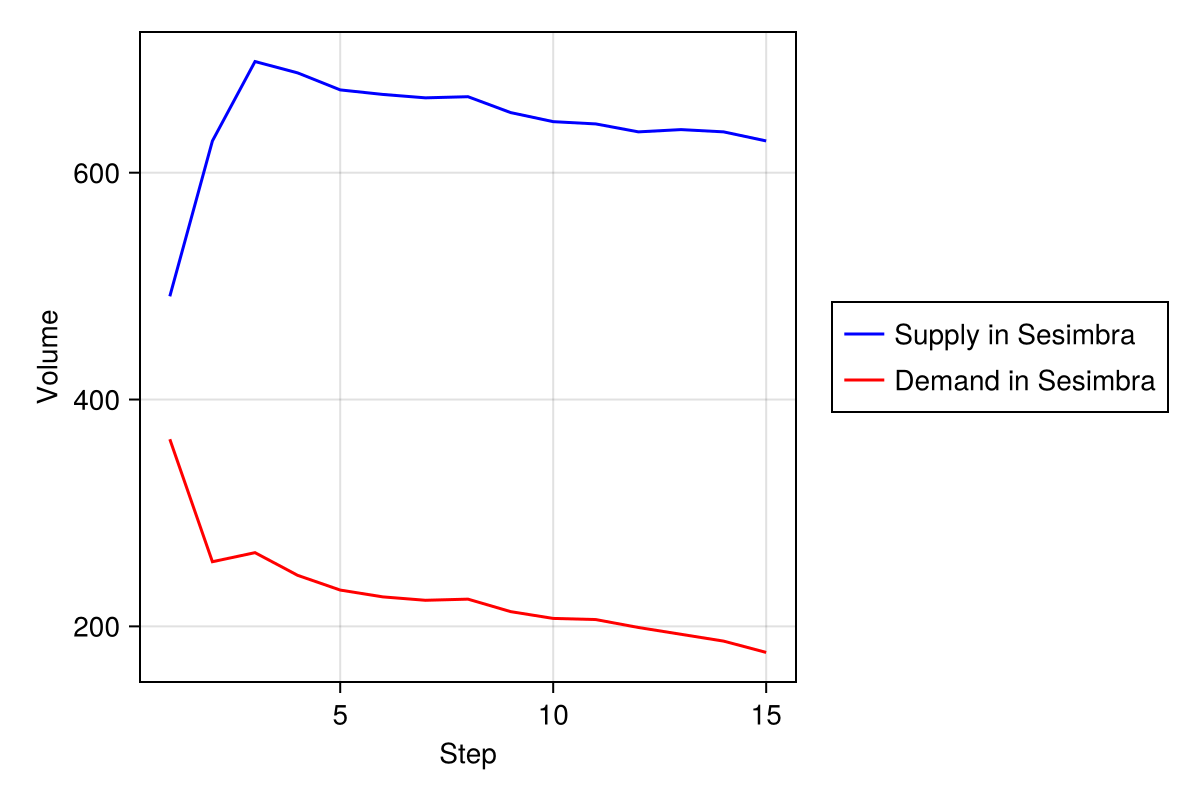 Volume
600
400
200
5 10 15
Step
Supply in Sesimbra
Demand in Sesimbra